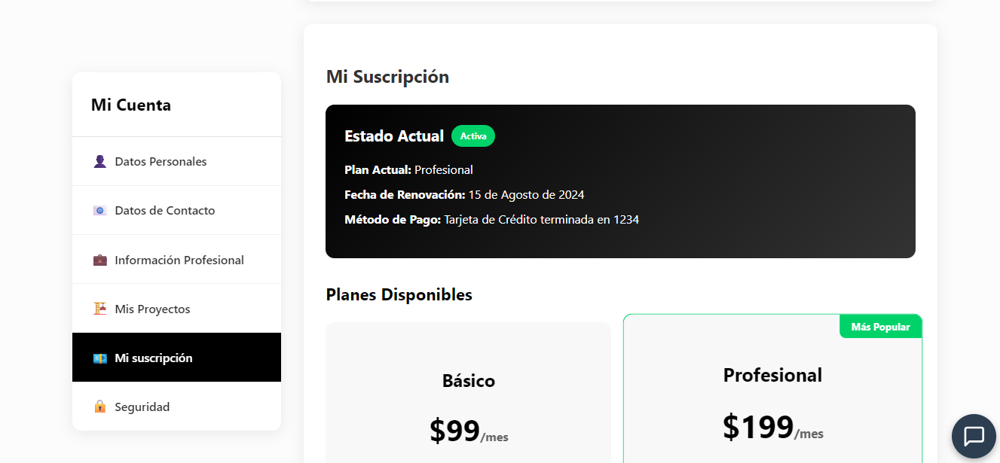 Mi Cuenta
Datos Personales
Datos de Contacto
Información Profesional
Mis Proyectos
Mi suscripción
Seguridad
Mi Suscripción
Estado Actual Activa
Plan Actual: Profesional
Fecha de Renovación: 15 de Agosto de 2024
Método de Pago: Tarjeta de Crédito terminada en 1234
Planes Disponibles
Básico
$99/mes
Más Popular
Profesional
$199/mes